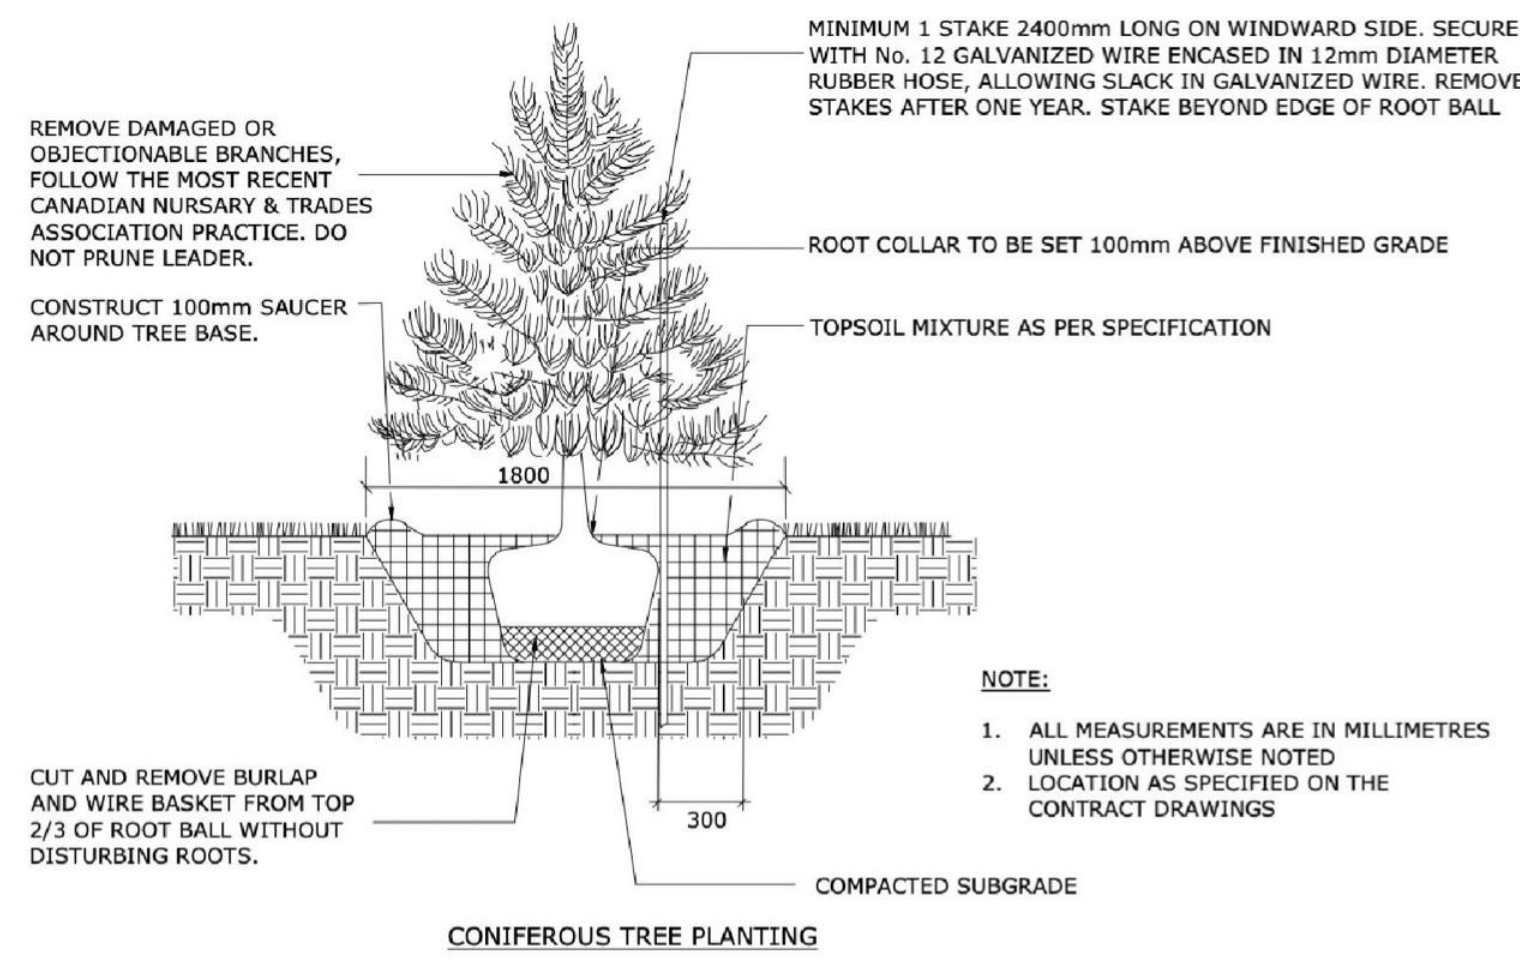 MINIMUM 1 STAKE 2400mm LONG ON WINDWARD SIDE. SECURE
WITH No. 12 GALVANIZED WIRE ENCASED IN 12mm DIAMETER
RUBBER HOSE, ALLOWING SLACK IN GALVANIZED WIRE. REMOVE
STAKES AFTER ONE YEAR. STAKE BEYOND EDGE OF ROOT BALL
REMOVE DAMAGED OR
OBJECTIONABLE BRANCHES,
FOLLOW THE MOST RECENT
CANADIAN NURSARY & TRADES
ASSOCIATION PRACTICE. DO
NOT PRUNE LEADER.
ROOT COLLAR TO BE SET 100mm ABOVE FINISHED GRADE
CONSTRUCT 100mm SAUCER
AROUND TREE BASE.
TOPSOIL MIXTURE AS PER SPECIFICATION
1800
NOTE:
1. ALL MEASUREMENTS ARE IN MILLIMETRES
UNLESS OTHERWISE NOTED
2. LOCATION AS SPECIFIED ON THE
CONTRACT DRAWINGS
CUT AND REMOVE BURLAP
AND WIRE BASKET FROM TOP
2/3 OF ROOT BALL WITHOUT
DISTURBING ROOTS.
300
COMPACTED SUBGRADE
CONIFEROUS TREE PLANTING